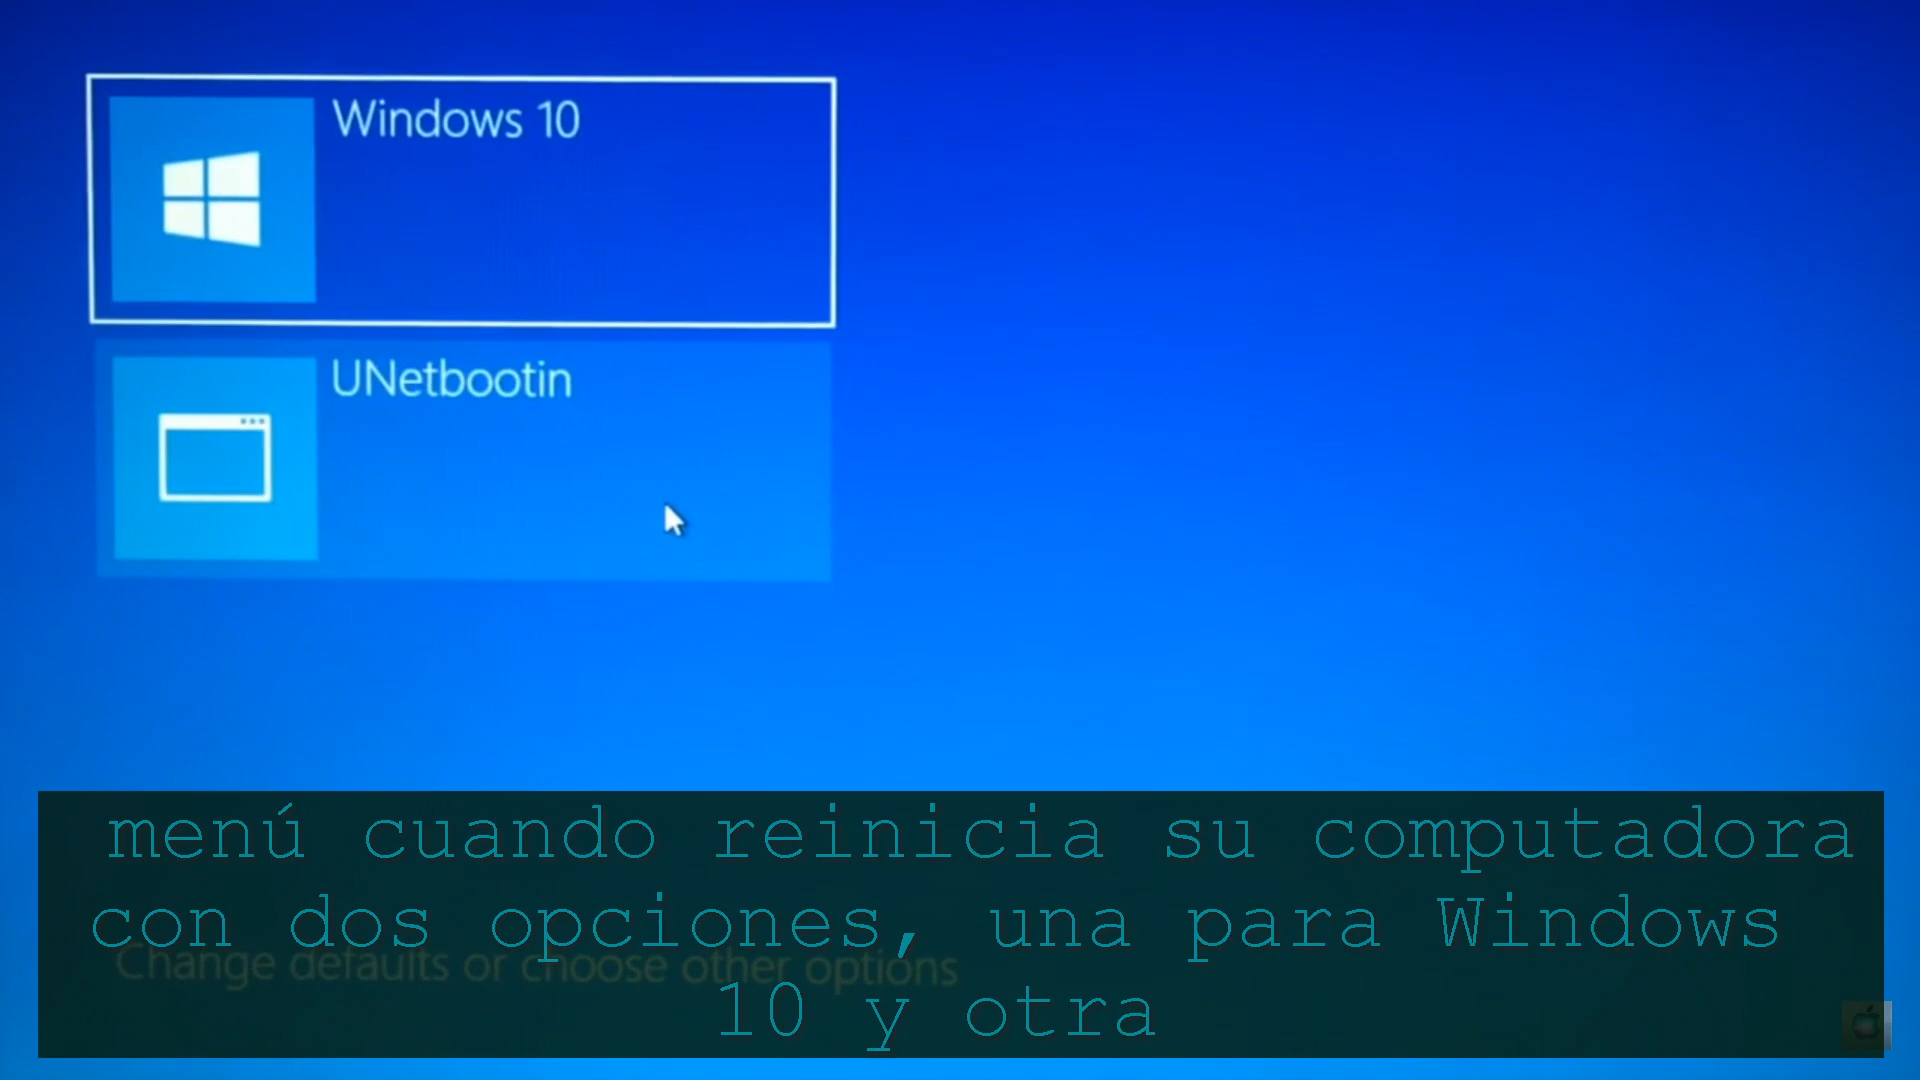 Windows 10
UNetbootin
menú cuando reinicia su computadora
con dos opciones, una para Windows
Change defaults or choose other options
10 y otra